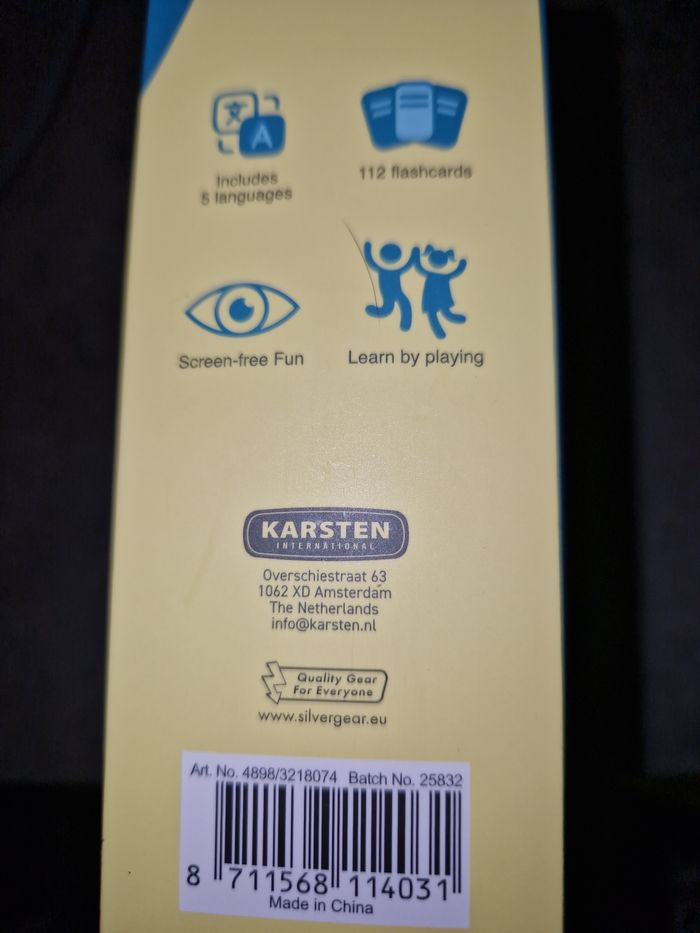 文
A
Includes
5 languages
112 flashcards
Screen-free Fun
Learn by playing
KARSTEN
INTERNATIONAL
Overschiestraat 63
1062 XD Amsterdam
The Netherlands
info@karsten.nl
Quality Gear
For Everyone
www.silvergear.eu
Art. No. 4898/3218074 Batch No. 25832
8 711568 114031
Made in China